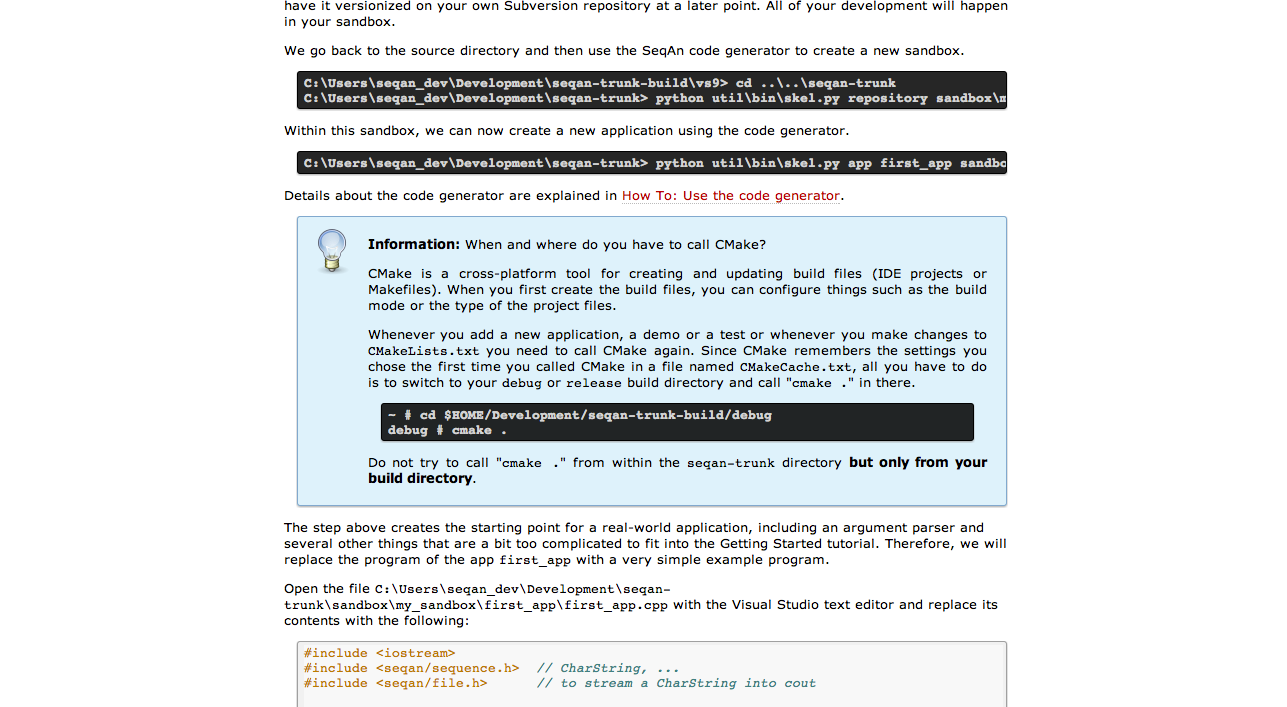 have it versionized on your own Subversion repository at a later point. All of your development will happen
in your sandbox.
We go back to the source directory and then use the SeqAn code generator to create a new sandbox.
C:\Users\seqan_dev\Development\seqan-trunk-build\vs9> cd ..\..\seqan-trunk
C:\Users\seqan_dev\Development\seqan-trunk> python util\bin\skel.py repository sandbox\m
Within this sandbox, we can now create a new application using the code generator.
C:\Users\seqan_dev\Development\seqan-trunk> python util\bin\skel.py app first_app sandbo
Details about the code generator are explained in How To: Use the code generator.
Information: When and where do you have to call CMake?
CMake is a cross-platform tool for creating and updating build files (IDE projects or
Makefiles). When you first create the build files, you can configure things such as the build
mode or the type of the project files.
Whenever you add a new application, a demo or a test or whenever you make changes to
CMakeLists.txt you need to call CMake again. Since CMake remembers the settings you
chose the first time you called CMake in a file named CMakeCache.txt, all you have to do
is to switch to your debug or release build directory and call "cmake ." in there.
~ # cd $HOME/Development/seqan-trunk-build/debug
debug # cmake .
Do not try to call "cmake ." from within the seqan-trunk directory but only from your
build directory.
The step above creates the starting point for a real-world application, including an argument parser and
several other things that are a bit too complicated to fit into the Getting Started tutorial. Therefore, we will
replace the program of the app first_app with a very simple example program.
Open the file C:\Users\seqan_dev\Development\seqan-
trunk\sandbox\my_sandbox\first_app\first_app.cpp with the Visual Studio text editor and replace its
contents with the following:
#include <iostream>
#include <seqan/sequence.h>  // CharString, ...
#include <seqan/file.h>      // to stream a CharString into cout